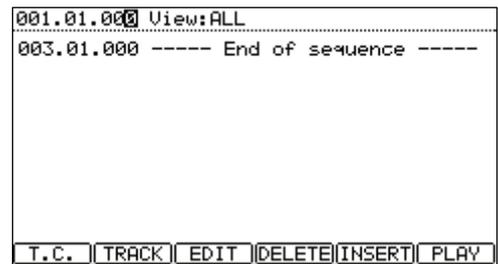 001.01.000 View:ALL
003.01.000 ----- End of sequence -----
T.C. TRACK EDIT DELETE INSERT PLAY